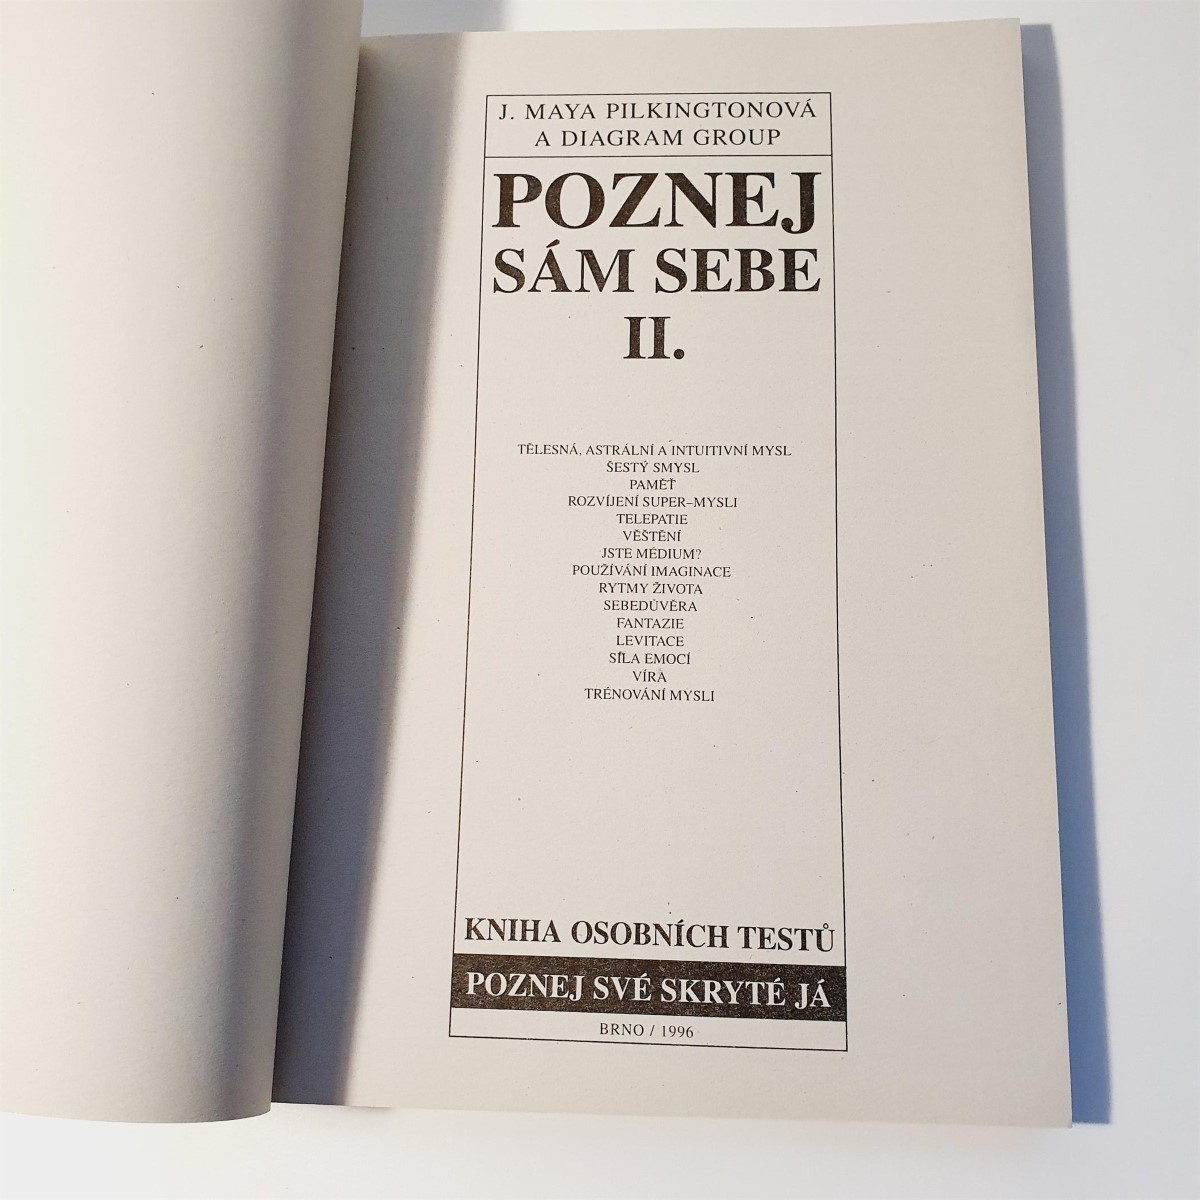 J. MAYA PILKINGTONOVÁ
A DIAGRAM GROUP
POZNEJ
SÁM SEBE
II.
TĚLESNÁ, ASTRÁLNÍ A INTUITIVNÍ MYSL
ŠESTÝ SMYSL
PAMĚŤ
ROZVÍJENÍ SUPER–MYSLI
TELEPATIE
VĚŠTĚNÍ
JSTE MÉDIUM?
POUŽÍVÁNÍ IMAGINACE
RYTMY ŽIVOTA
SEBEDŮVĚRA
FANTAZIE
LEVITACE
SÍLA EMOCÍ
VÍRA
TRÉNOVÁNÍ MYSLI
KNIHA OSOBNÍCH TESTŮ
POZNEJ SVÉ SKRYTÉ JÁ
BRNO / 1996